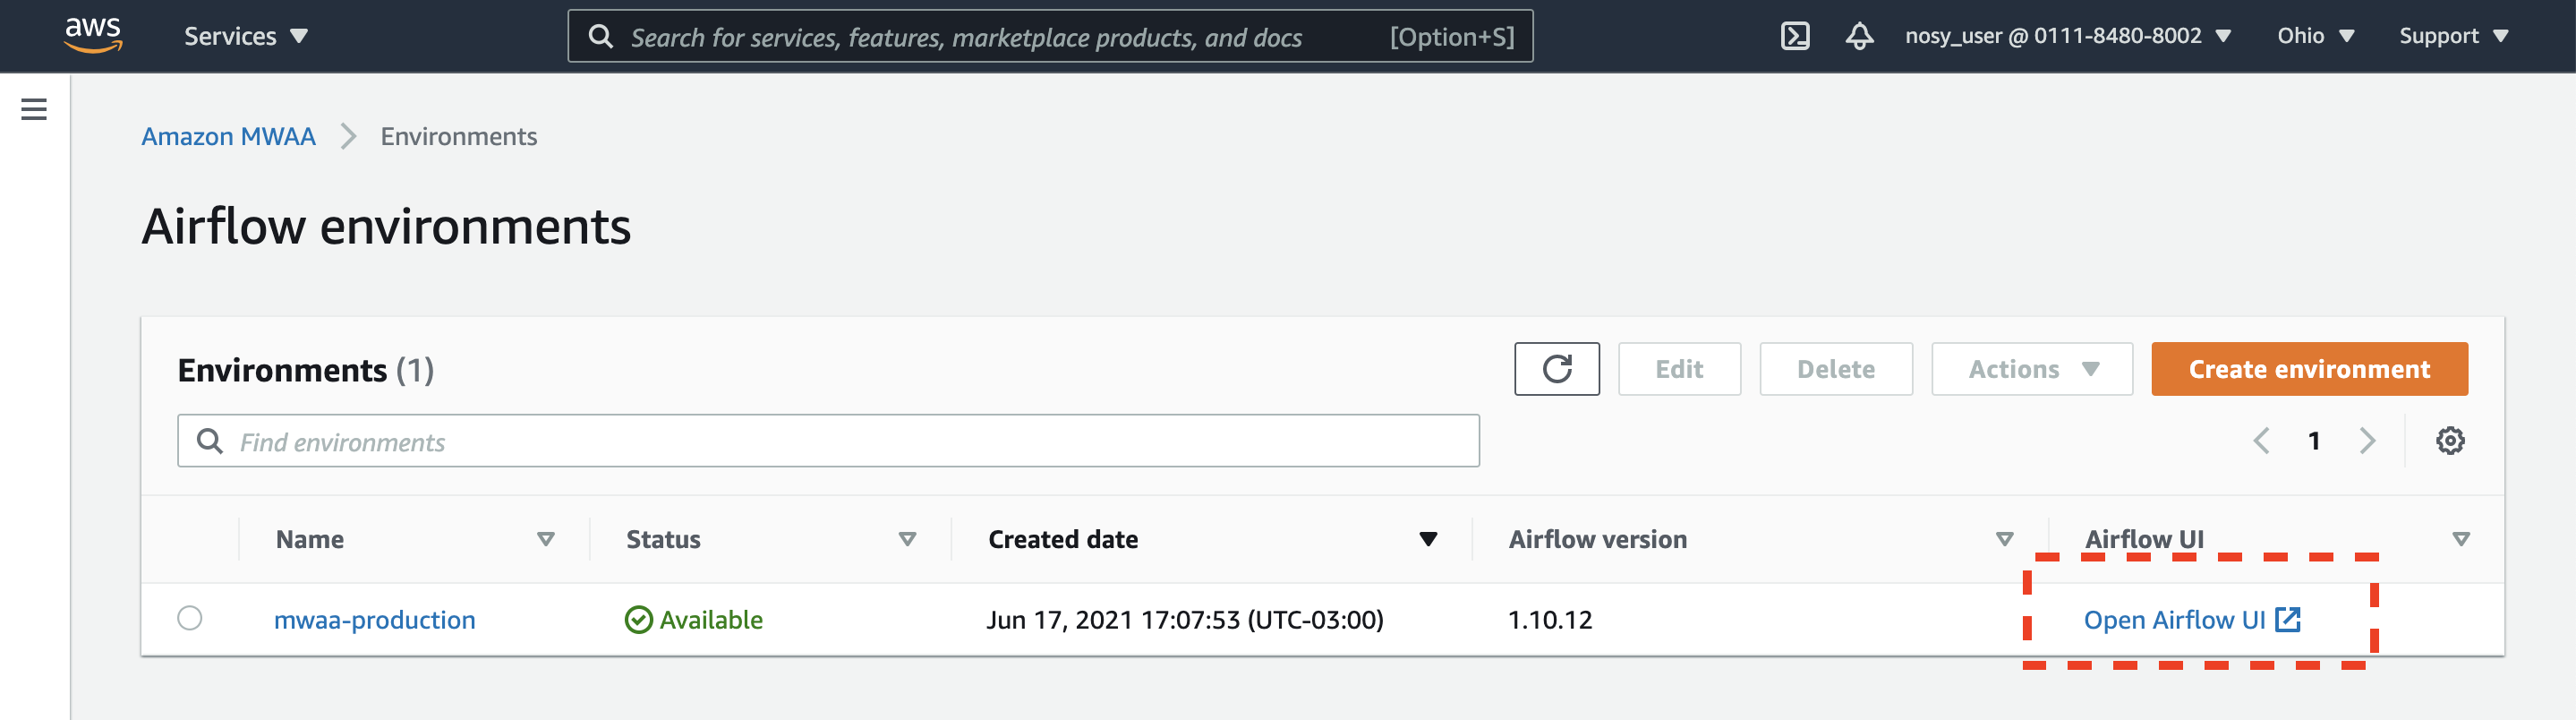 aws Services Search for services, features, marketplace products, and docs [Option+S] nosy_user @ 0111-8480-8002 Ohio Support
Amazon MWAA Environments
Airflow environments
Environments (1) Edit Delete Actions Create environment
Find environments 1
Name Status Created date Airflow version Airflow UI
mwaa-production Available Jun 17, 2021 17:07:53 (UTC-03:00) 1.10.12 Open Airflow UI